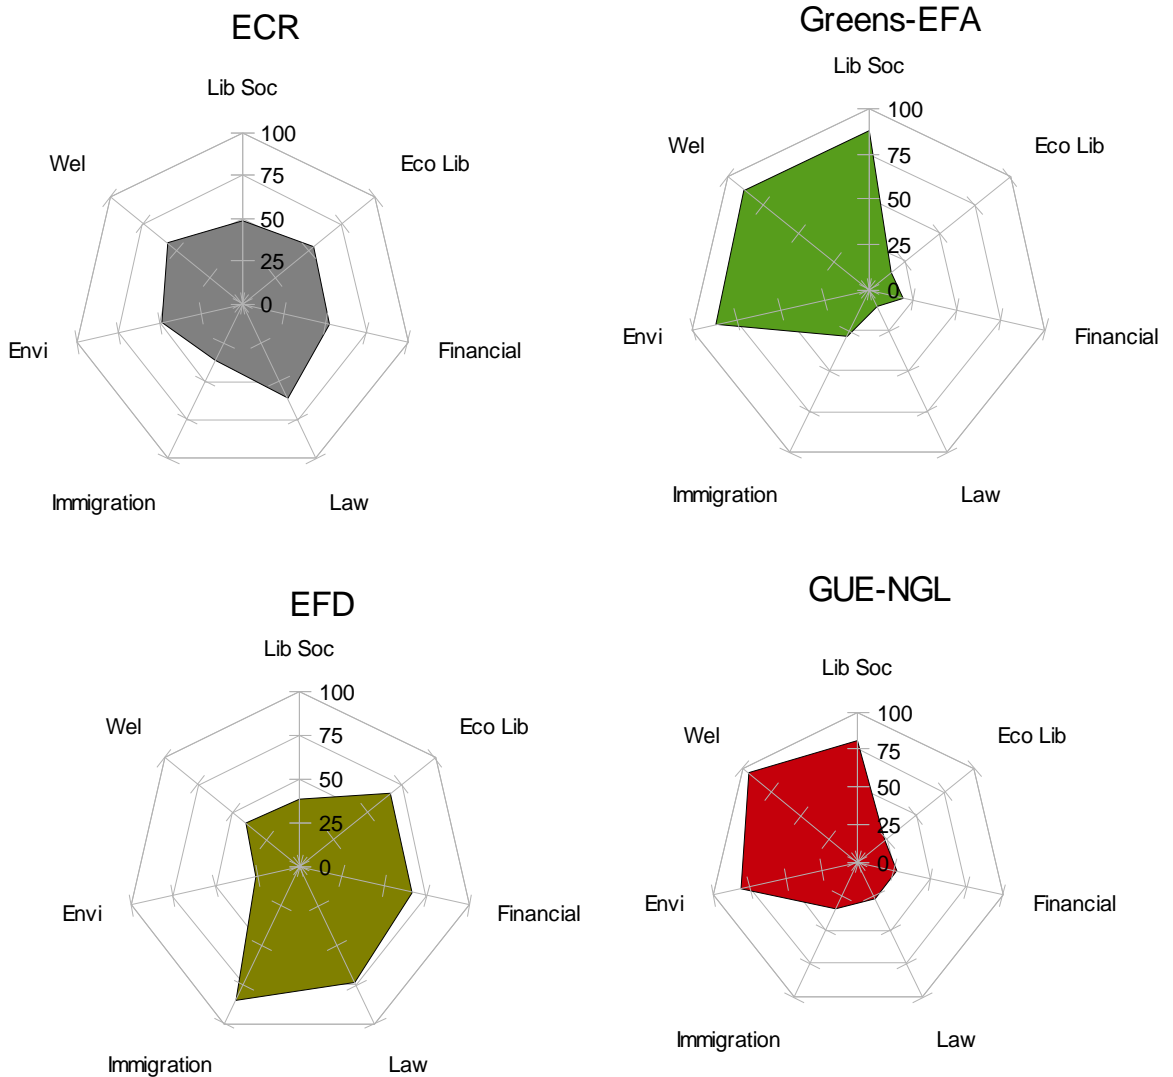 ECR
Lib Soc
Eco Lib
Financial
Law
Immigration
Envi
Wel
100
75
50
25
0
Greens-EFA
Lib Soc
Eco Lib
Financial
Law
Immigration
Envi
Wel
100
75
50
25
0
EFD
Lib Soc
Eco Lib
Financial
Law
Immigration
Envi
Wel
100
75
50
25
0
GUE-NGL
Lib Soc
Eco Lib
Financial
Law
Immigration
Envi
Wel
100
75
50
25
0